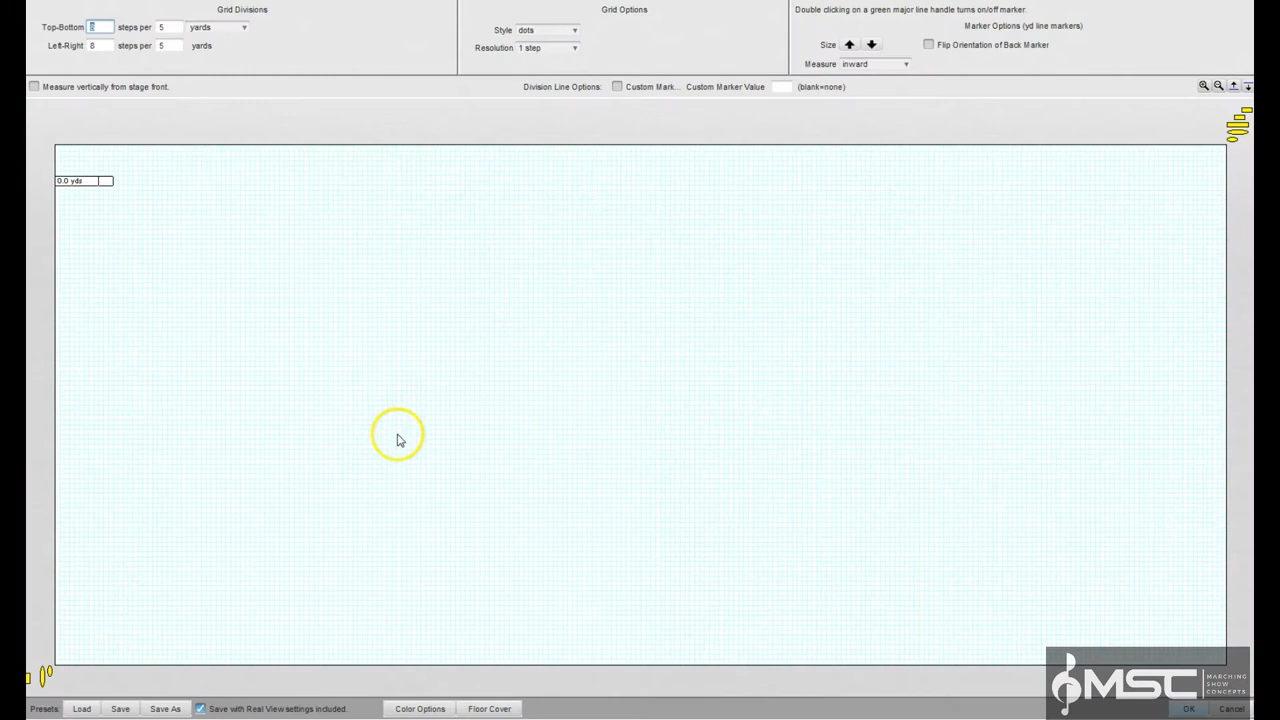 Grid Divisions
Top-Bottom 8 steps per 5 yards
Left-Right 8 steps per 5 yards
Grid Options
Style dots
Resolution 1 step
Double clicking on a green major line handle turns on/off marker.
Marker Options (yd line markers)
Size Flip Orientation of Back Marker
Measure inward
Measure vertically from stage front.
Division Line Options: Custom Mark... Custom Marker Value (blank=none)
0.0 yds
MSC MARCHING SHOW CONCEPTS
Presets: Load Save Save As Save with Real View settings included. Color Options Floor Cover OK Cancel